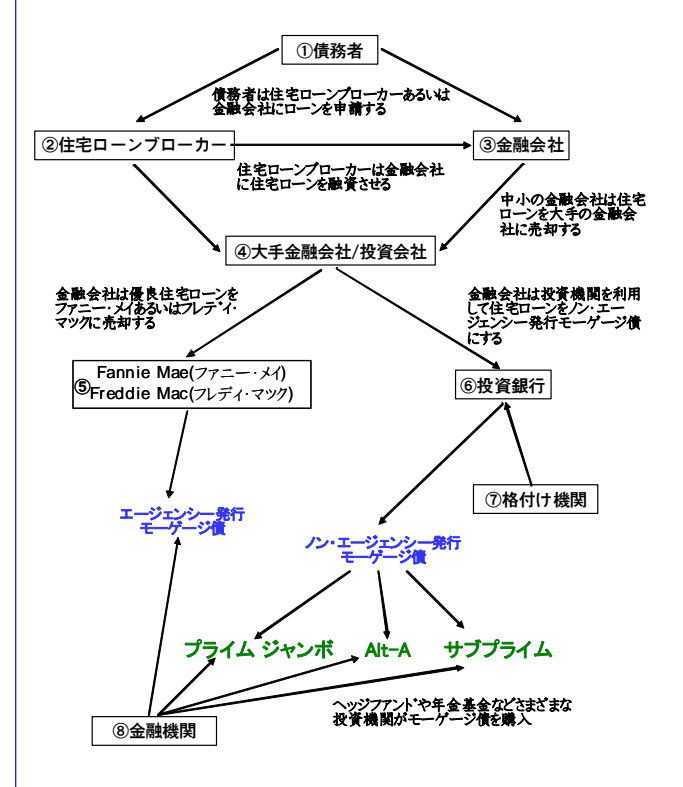 ①債務者
債務者は住宅ローンブローカーあるいは
金融会社にローンを申請する
②住宅ローンブローカー
③金融会社
住宅ローンブローカーは金融会社
に住宅ローンを融資させる
中小の金融会社は住宅
ローンを大手の金融会
社に売却する
④大手金融会社/投資会社
金融会社は優良住宅ローンを
ファニー・メイあるいはフレディ・
マックに売却する
金融会社は投資機関を利用
して住宅ローンをノン・エー
ジェンシー発行モーゲージ債
にする
⑤
Fannie Mae(ファニー・メイ)
Freddie Mac(フレディ・マック)
⑥投資銀行
⑦格付け機関
エージェンシー発行
モーゲージ債
ノン・エージェンシー発行
モーゲージ債
プライム ジャンボ
Alt-A
サブプライム
ヘッジファンドや年金基金などさまざまな
投資機関がモーゲージ債を購入
⑧金融機関